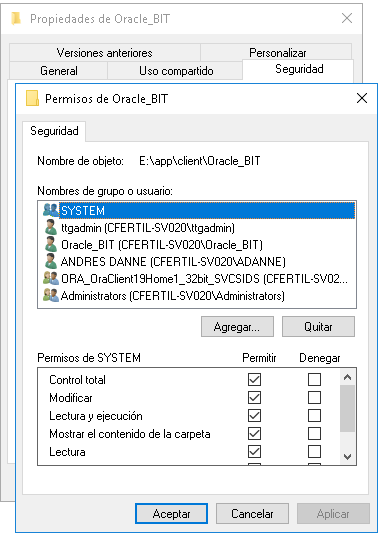 Propiedades de Oracle_BIT
Versiones anteriores
Personalizar
General
Uso compartido
Seguridad
Permisos de Oracle_BIT
Seguridad
Nombre de objeto: E:\app\client\Oracle_BIT
Nombres de grupo o usuario:
SYSTEM
ttgadmin (CFERTIL-SV020\ttgadmin)
Oracle_BIT (CFERTIL-SV020\Oracle_BIT)
ANDRES DANNE (CFERTIL-SV020\ADANNE)
ORA_OraClient19Home1_32bit_SVCSIDS (CFERTIL-SV02...
Administrators (CFERTIL-SV020\Administrators)
Agregar...
Quitar
Permisos de SYSTEM Permitir Denegar
Control total
Modificar
Lectura y ejecución
Mostrar el contenido de la carpeta
Lectura
Aceptar
Cancelar
Aplicar